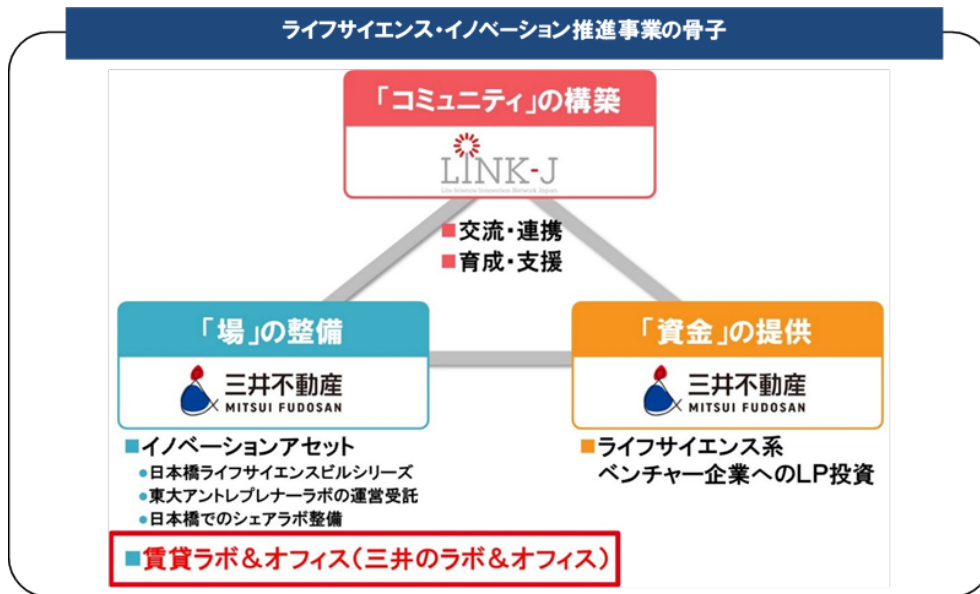 ライフサイエンス・イノベーション推進事業の骨子
「コミュニティ」の構築
LINK-J
Life Science Innovation Network Japan
■交流・連携
■育成・支援
「場」の整備
三井不動産
MITSUI FUDOSAN
■イノベーションアセット
●日本橋ライフサイエンスビルシリーズ
●東大アントレプレナーラボの運営受託
●日本橋でのシェアラボ整備
■賃貸ラボ&オフィス(三井のラボ&オフィス)
「資金」の提供
三井不動産
MITSUI FUDOSAN
■ライフサイエンス系
ベンチャー企業へのLP投資